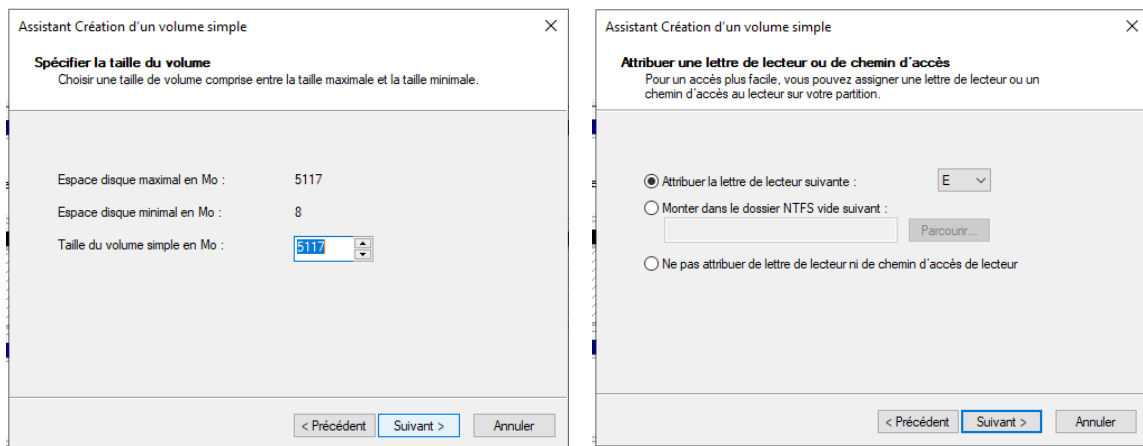 Assistant Création d'un volume simple
Spécifier la taille du volume
Choisir une taille de volume comprise entre la taille maximale et la taille minimale.
Espace disque maximal en Mo : 5117
Espace disque minimal en Mo : 8
Taille du volume simple en Mo : 5117
< Précédent Suivant > Annuler
Assistant Création d'un volume simple
Attribuer une lettre de lecteur ou de chemin d'accès
Pour un accès plus facile, vous pouvez assigner une lettre de lecteur ou un
chemin d'accès au lecteur sur votre partition.
Attribuer la lettre de lecteur suivante : E
Monter dans le dossier NTFS vide suivant :
Parcourir...
Ne pas attribuer de lettre de lecteur ni de chemin d'accès de lecteur
< Précédent Suivant > Annuler